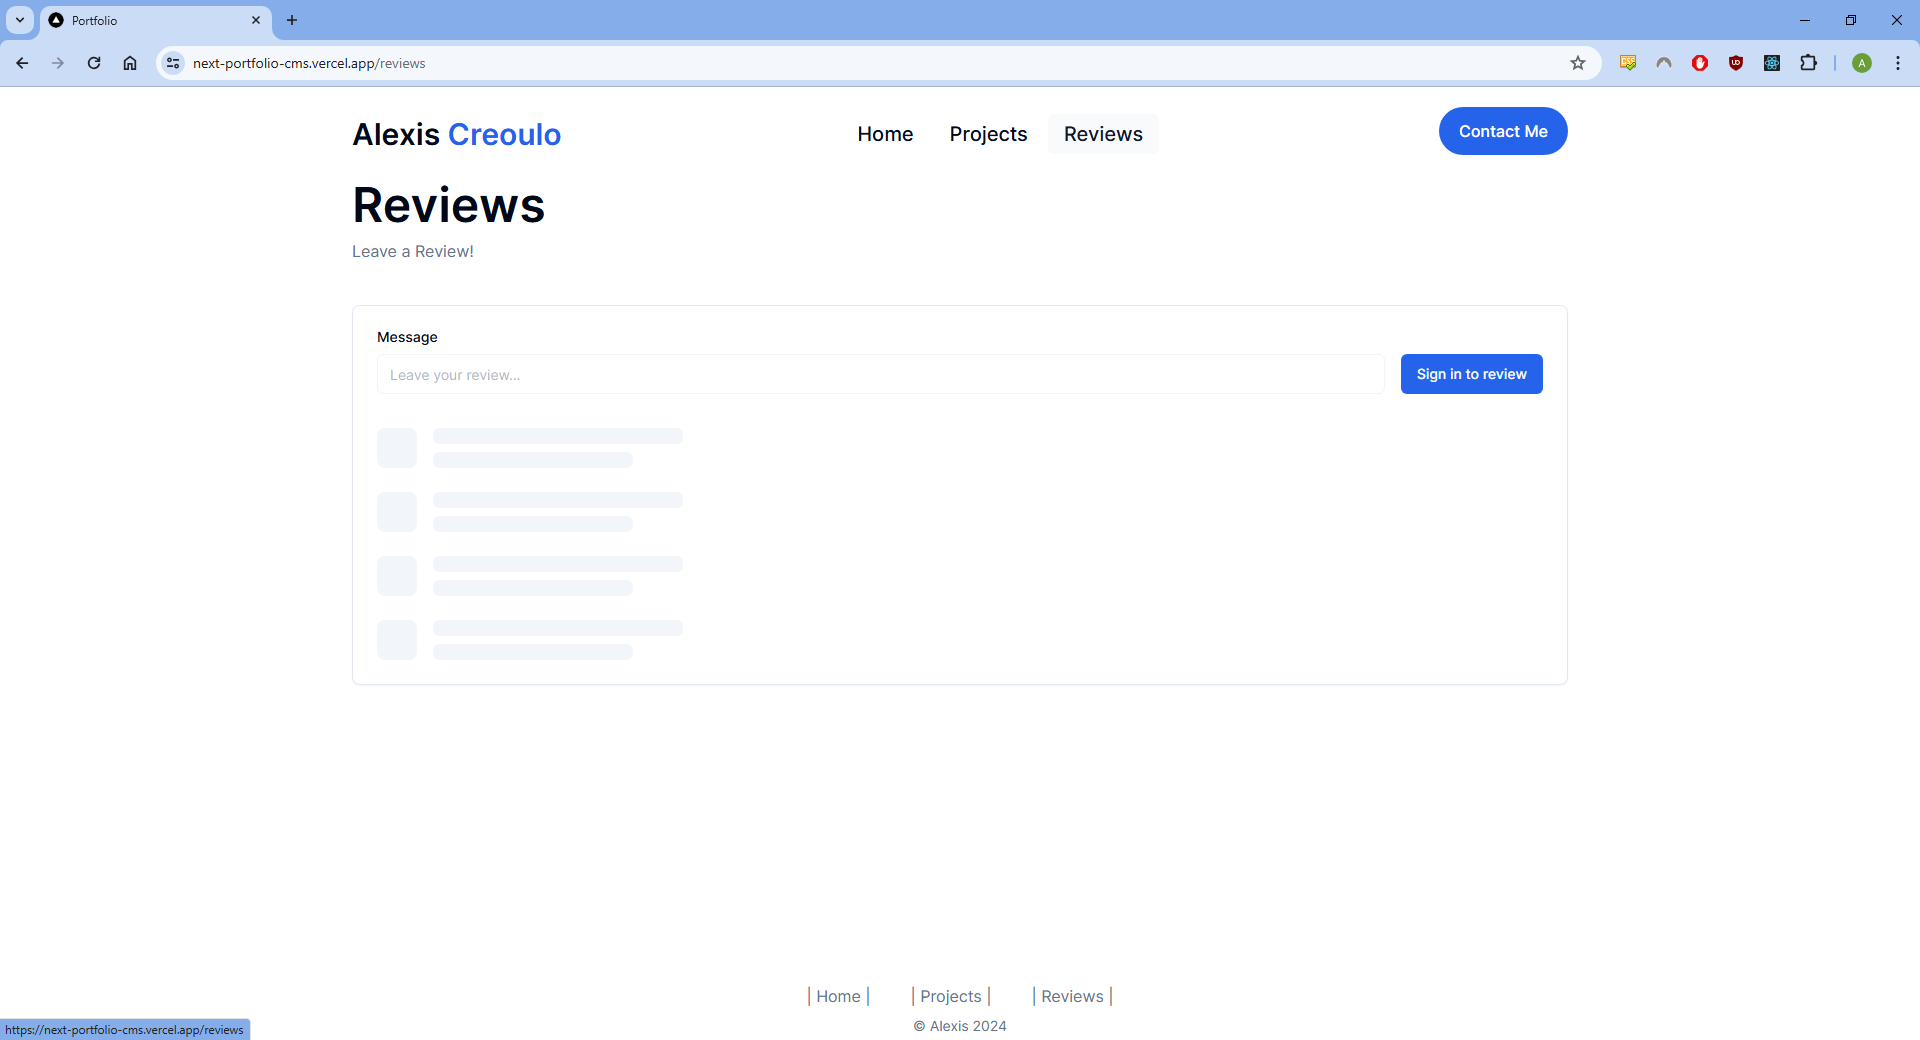 Portfolio
next-portfolio-cms.vercel.app/reviews
A
Alexis Creoulo
Home
Projects
Reviews
Contact Me
Reviews
Leave a Review!
Message
Leave your review...
Sign in to review
| Home |
| Projects |
| Reviews |
© Alexis 2024
https://next-portfolio-cms.vercel.app/reviews